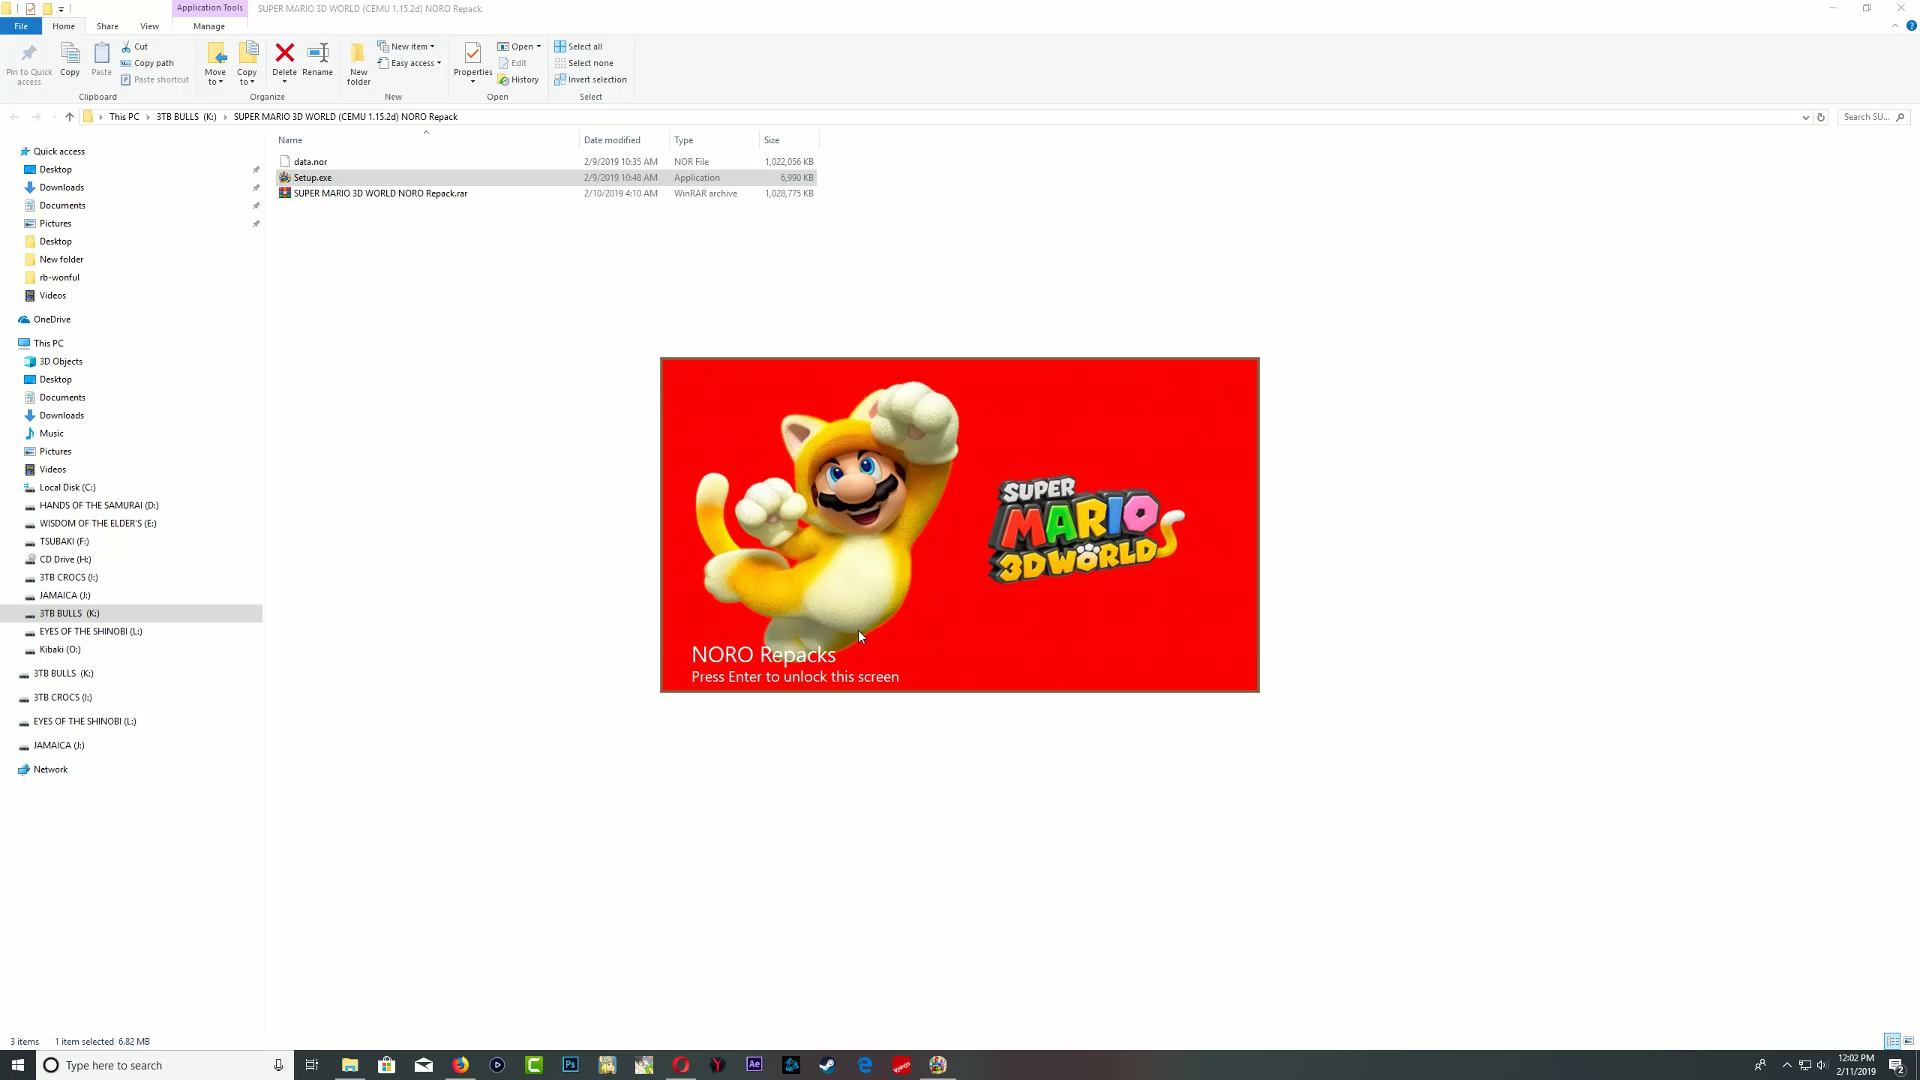 Application Tools
SUPER MARIO 3D WORLD (CEMU 1.15.2d) NORO Repack
File
Home
Share
View
Manage
Pin to Quick access
Copy
Paste
Cut
Copy path
Paste shortcut
Clipboard
Move to
Copy to
Delete
Rename
Organize
New folder
New item
Easy access
New
Properties
Open
Edit
History
Open
Select all
Select none
Invert selection
Select
This PC
3TB BULLS (K:)
SUPER MARIO 3D WORLD (CEMU 1.15.2d) NORO Repack
Search SU...
Name
Date modified
Type
Size
data.nor 2/9/2019 10:35 AM NOR File 1,022,056 KB
Setup.exe 2/9/2019 10:48 AM Application 6,990 KB
SUPER MARIO 3D WORLD NORO Repack.rar 2/10/2019 4:10 AM WinRAR archive 1,028,775 KB
Quick access
Desktop
Downloads
Documents
Pictures
Desktop
New folder
rb-wonful
Videos
OneDrive
This PC
3D Objects
Desktop
Documents
Downloads
Music
Pictures
Videos
Local Disk (C:)
HANDS OF THE SAMURAI (D:)
WISDOM OF THE ELDER'S (E:)
TSUBAKI (F:)
CD Drive (H:)
3TB CROCS (I:)
JAMAICA (J:)
3TB BULLS (K:)
EYES OF THE SHINOBI (L:)
Kibaki (O:)
3TB BULLS (K:)
3TB CROCS (I:)
EYES OF THE SHINOBI (L:)
JAMAICA (J:)
Network
SUPER
MARIO
3D WORLD
NORO Repacks
Press Enter to unlock this screen
3 items
1 item selected 6.82 MB
Type here to search
Ps
Ae
12:02 PM
2/11/2019
2